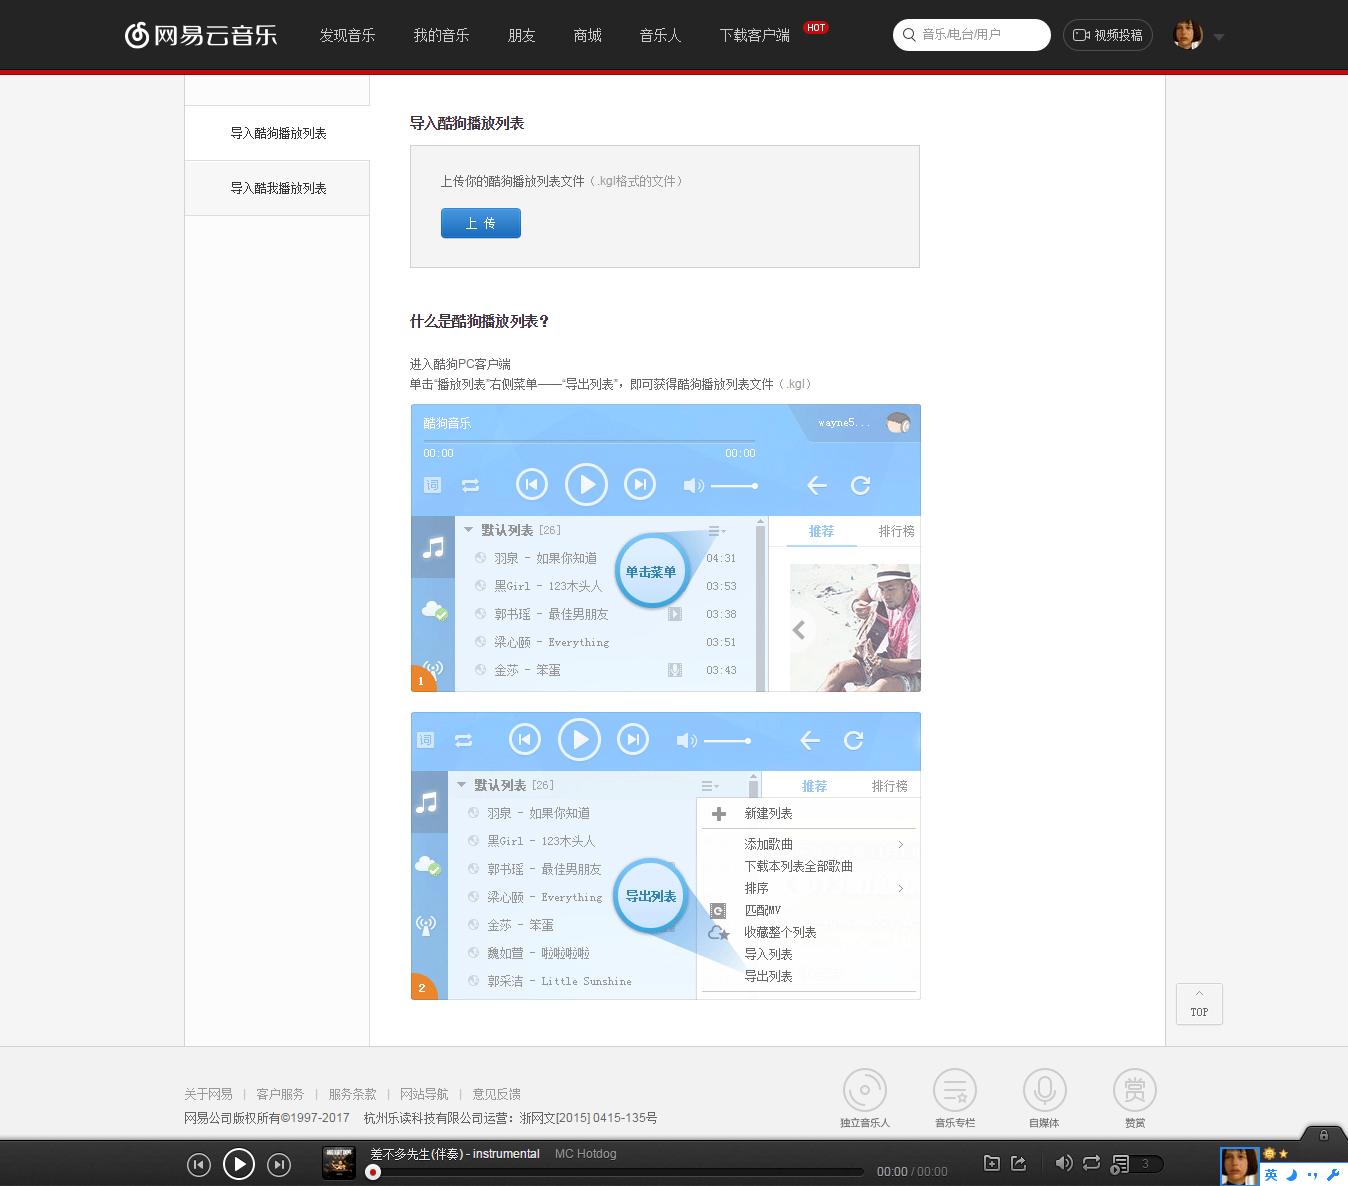 网易云音乐 发现音乐 我的音乐 朋友 商城 音乐人 下载客户端 HOT 音乐/电台/用户 视频投稿
导入酷狗播放列表
导入酷我播放列表
导入酷狗播放列表
上传你的酷狗播放列表文件（.kgl格式的文件）
上 传
什么是酷狗播放列表？
进入酷狗PC客户端
单击“播放列表”右侧菜单——“导出列表”，即可获得酷狗播放列表文件（.kgl）
酷狗音乐 wayne5...
00:00 00:00
词
默认列表 [26] 推荐 排行榜
羽泉 - 如果你知道 04:31
单击菜单
黑Girl - 123木头人 03:53
郭书瑶 - 最佳男朋友 03:38
梁心颐 - Everything 03:51
金莎 - 笨蛋 03:43
1
词
默认列表 [26] 推荐 排行榜
羽泉 - 如果你知道
黑Girl - 123木头人
郭书瑶 - 最佳男朋友
梁心颐 - Everything
金莎 - 笨蛋
魏如萱 - 啦啦啦啦
郭采洁 - Little Sunshine
导出列表
2
新建列表
添加歌曲
下载本列表全部歌曲
排序
匹配MV
收藏整个列表
导入列表
导出列表
TOP
关于网易 | 客户服务 | 服务条款 | 网站导航 | 意见反馈
网易公司版权所有©1997-2017 杭州乐读科技有限公司运营：浙网文[2015] 0415-135号
独立音乐人 音乐专栏 自媒体 赏 赞赏
差不多先生(伴奏) - instrumental MC Hotdog
00:00 / 00:00
3
英